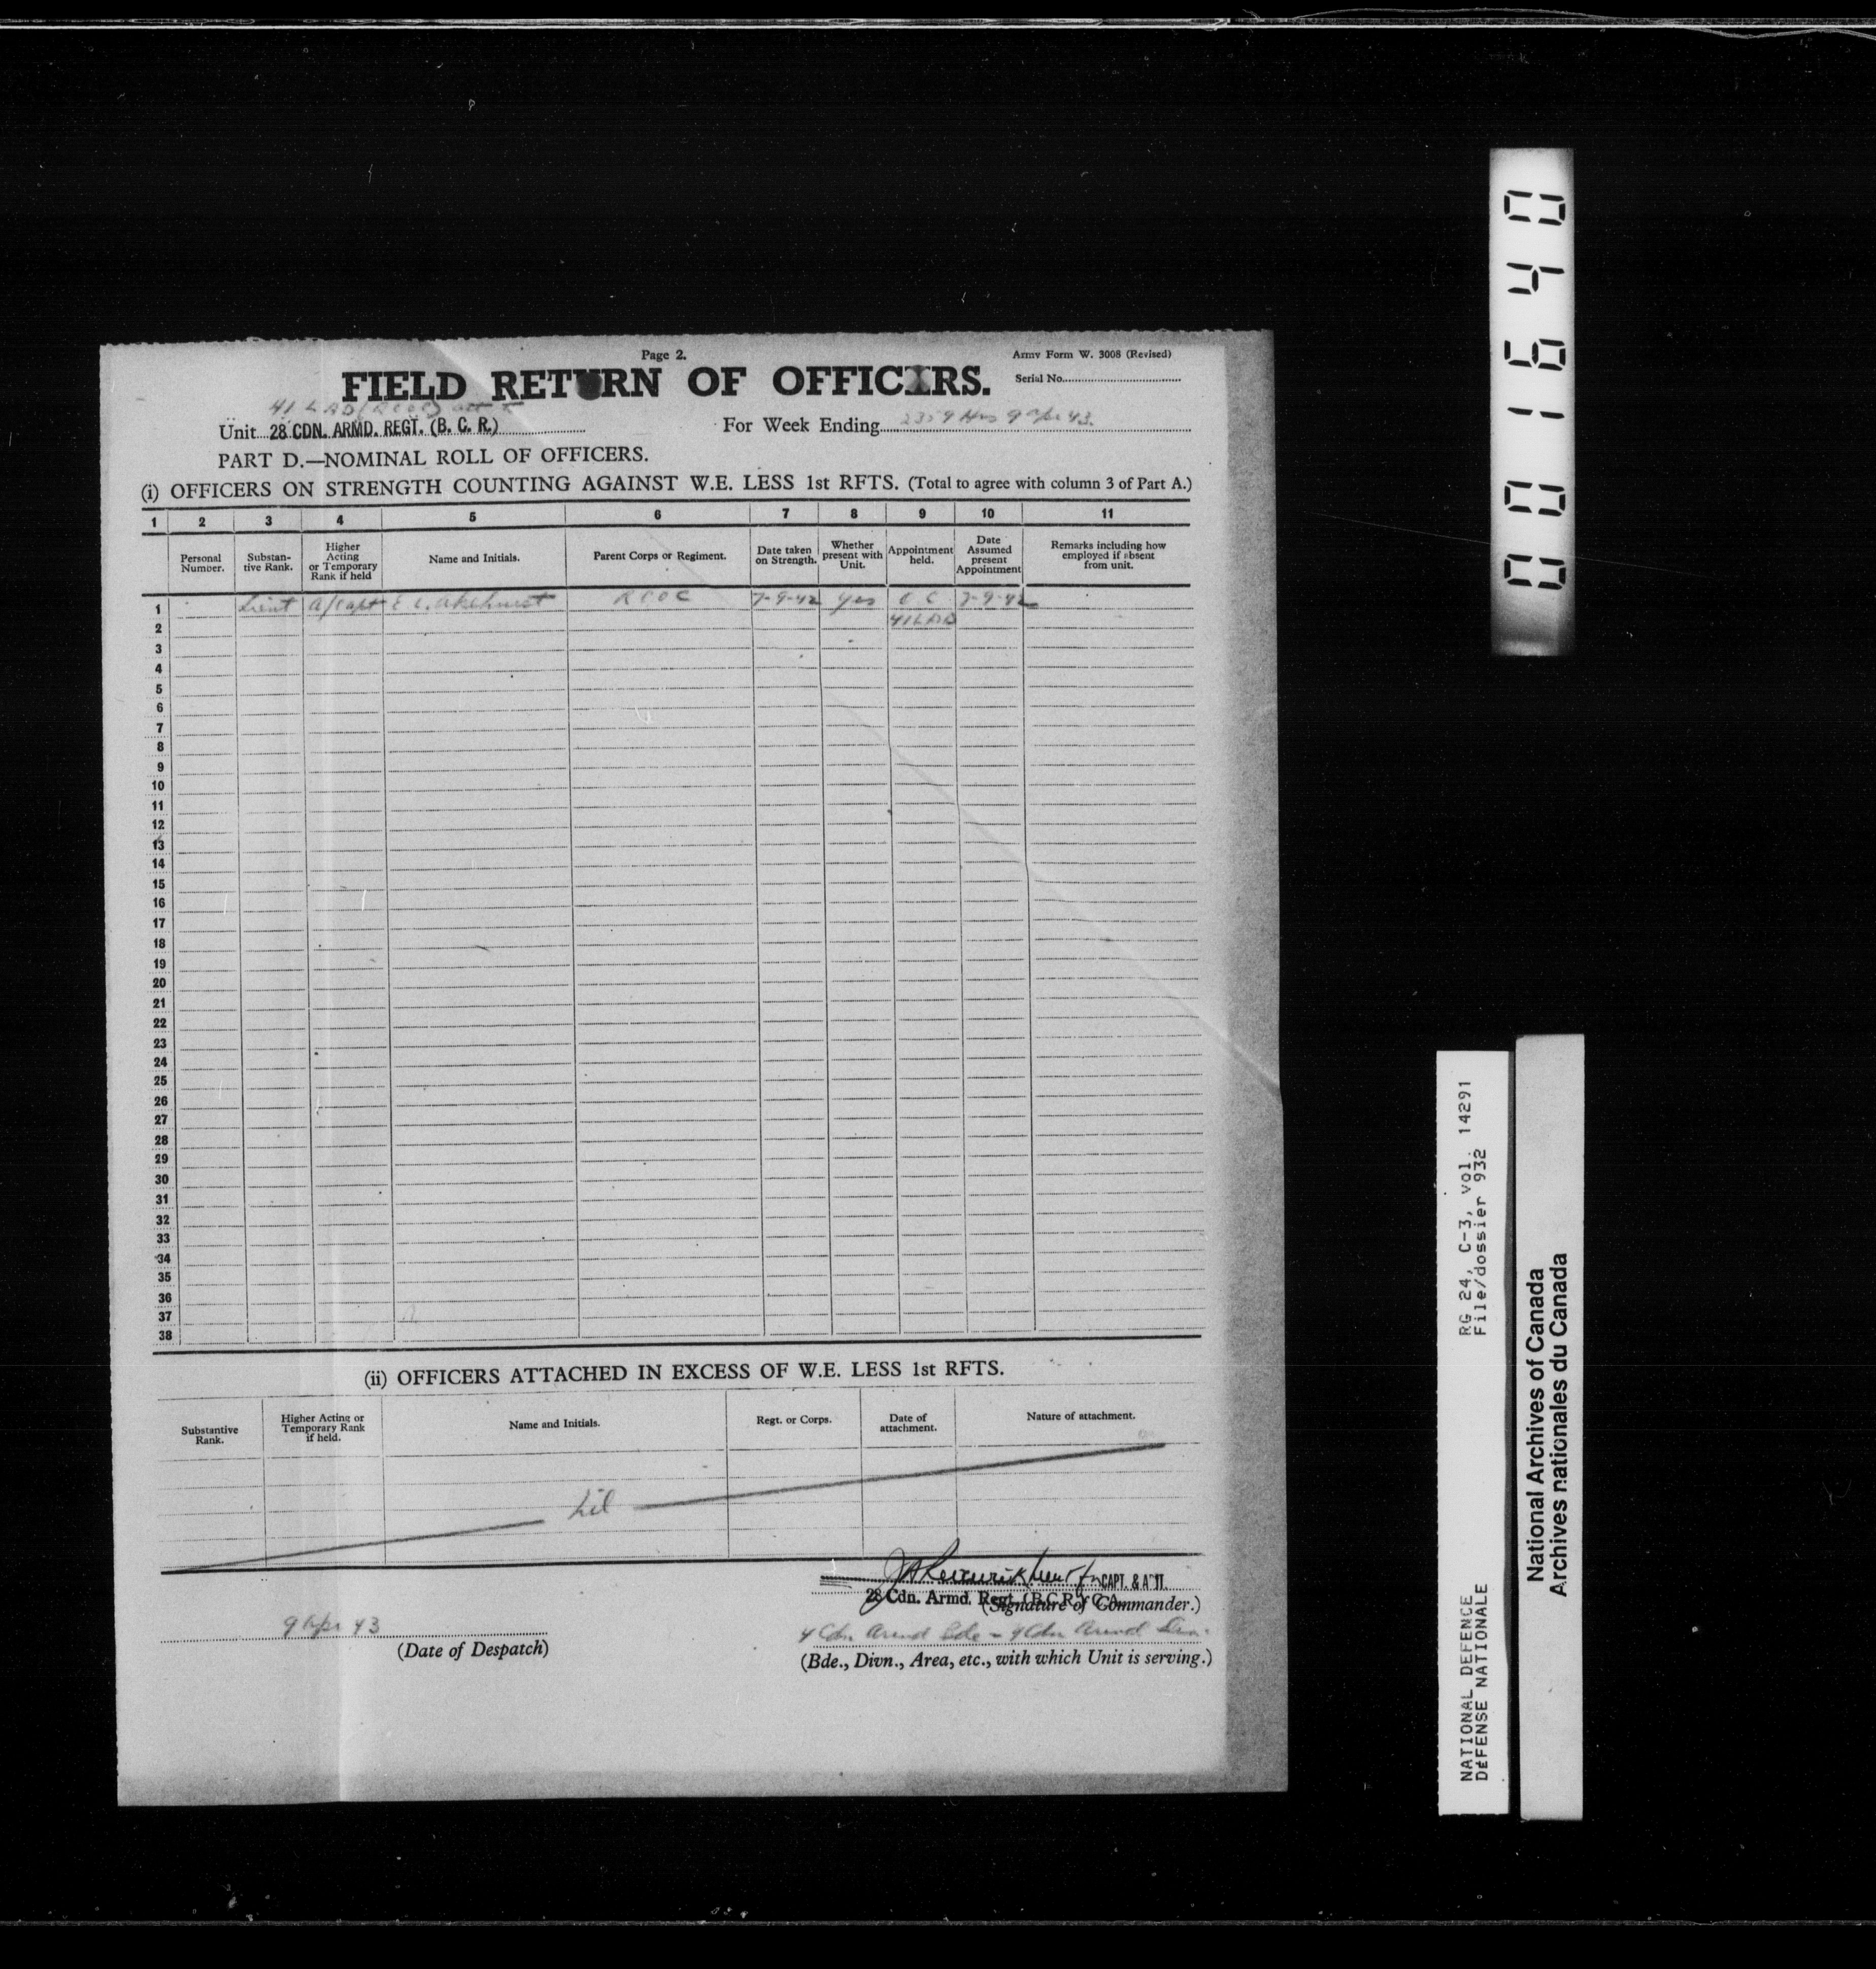 Page 2.
Army Form W. 3008 (Revised)
FIELD RETURN OF OFFICERS.
Serial No.
41 LAD (RCOC) att to
Unit 28 CDN. ARMD. REGT. (B. C. R.)
For Week Ending 2359 Hrs 9 Apr 43.
PART D.—NOMINAL ROLL OF OFFICERS.
(i) OFFICERS ON STRENGTH COUNTING AGAINST W.E. LESS 1st RFTS. (Total to agree with column 3 of Part A.)
1 2 3 4 5 6 7 8 9 10 11
Personal Number.
Substan-
tive Rank.
Higher
Acting
or Temporary
Rank if held
Name and Initials.
Parent Corps or Regiment.
Date taken
on Strength.
Whether
present with
Unit.
Appointment
held.
Date
Assumed
present
Appointment
Remarks including how
employed if absent
from unit.
1 Lieut A/Capt E C. Akehurst RCOC 7-9-42 yes O C 7-9-42
2 41 LAD
3
4
5
6
7
8
9
10
11
12
13
14
15
16
17
18
19
20
21
22
23
24
25
26
27
28
29
30
31
32
33
34
35
36
37
38
(ii) OFFICERS ATTACHED IN EXCESS OF W.E. LESS 1st RFTS.
Substantive
Rank.
Higher Acting or
Temporary Rank
if held.
Name and Initials.
Regt. or Corps.
Date of
attachment.
Nature of attachment.
Nil
CAPT. & ADJT.
28 Cdn. Armd. Regt. (B.C.R.) C.A.
(Signature of Commander.)
9 Apr 43
(Date of Despatch)
4 Cdn Armd Bde - 4 Cdn Armd Div.
(Bde., Divn., Area, etc., with which Unit is serving.)
001640
RG 24, C-3, vol. 14291
File/dossier 932
NATIONAL DEFENCE
DÉFENSE NATIONALE
National Archives of Canada
Archives nationales du Canada